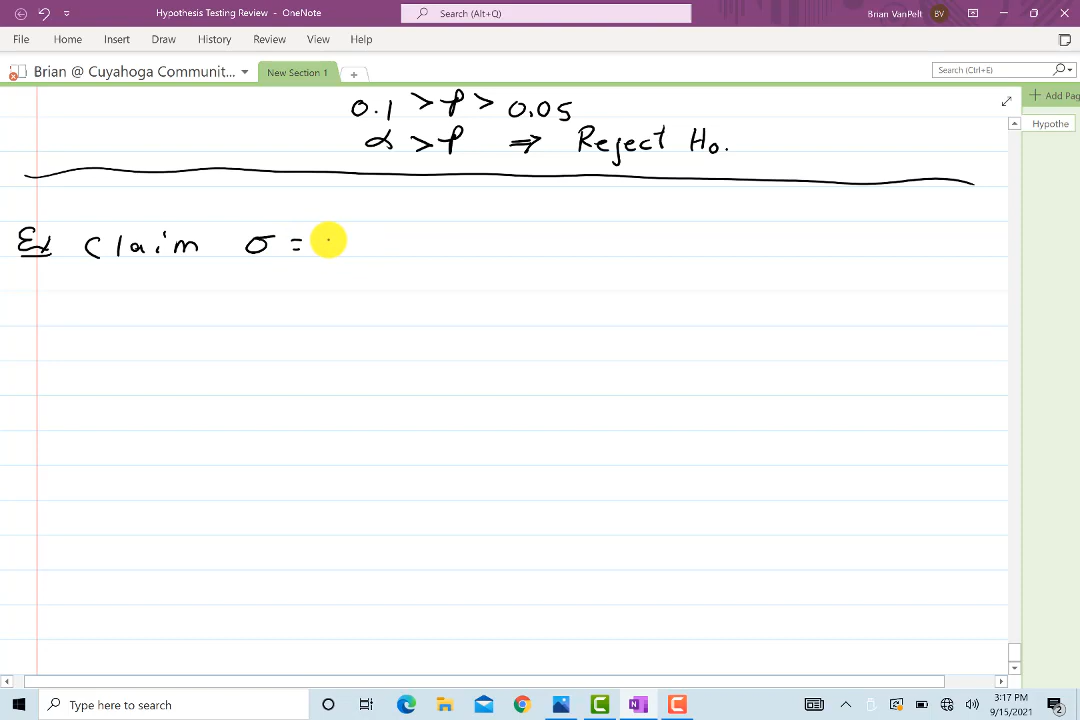 Hypothesis Testing Review - OneNote
Search (Alt+Q)
Brian VanPelt BV
File Home Insert Draw History Review View Help
Brian @ Cuyahoga Communit... New Section 1
Search (Ctrl+E)
Add Pag
Hypothe
0.1 > P > 0.05
α > P ⇒ Reject H₀.
Ex Claim σ =
Type here to search
3:17 PM
9/15/2021
2